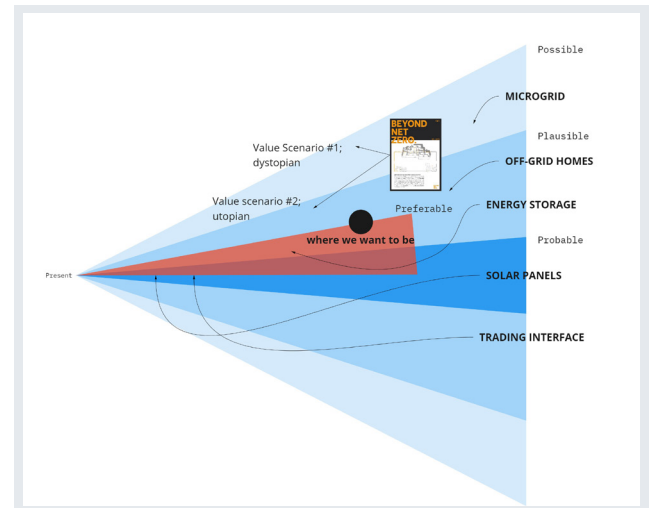 Possible
MICROGRID
BEYOND
NET
ZERO.
Plausible
Value Scenario #1;
dystopian
OFF-GRID HOMES
Value scenario #2;
utopian
ENERGY STORAGE
Preferable
where we want to be
Probable
Present
SOLAR PANELS
TRADING INTERFACE